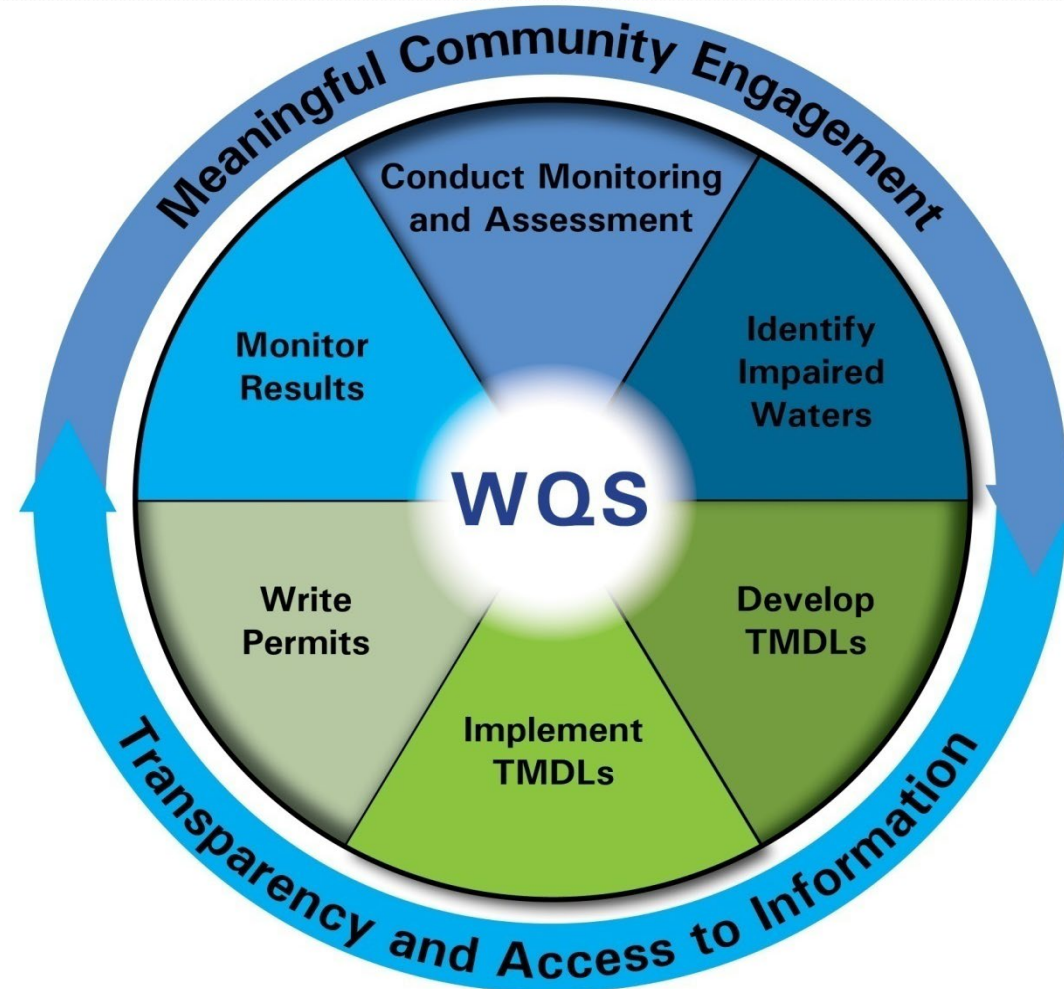 Meaningful Community Engagement
Conduct Monitoring
and Assessment
Identify
Impaired
Waters
Develop
TMDLs
Implement
TMDLs
Write
Permits
Monitor
Results
WQS
Transparency and Access to Information